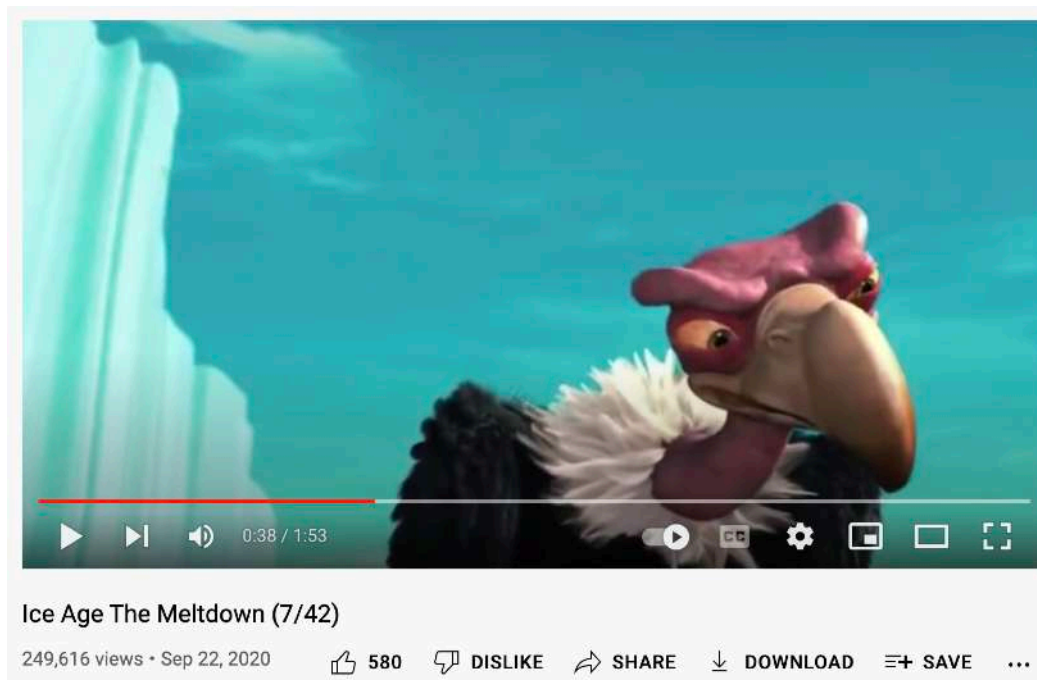 0:38 / 1:53
CC
Ice Age The Meltdown (7/42)
249,616 views • Sep 22, 2020 580 DISLIKE SHARE DOWNLOAD SAVE ...